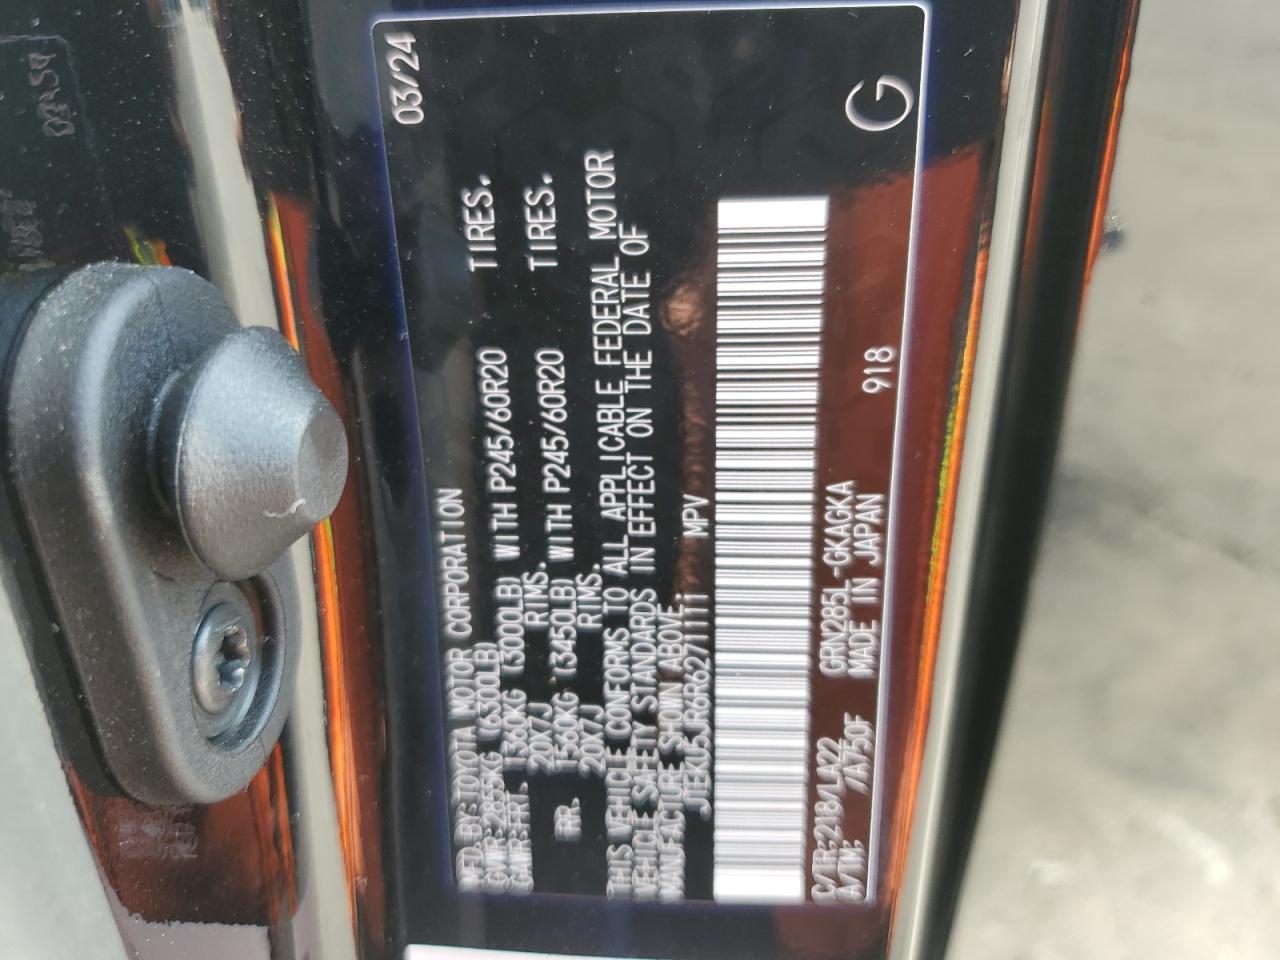 MFD.BY:TOYOTA MOTOR CORPORATION 03/24
GVWR:2855KG (6300LB)
GAWR:FRT. 1360KG (3000LB) WITH P245/60R20 TIRES.
20X7J RIMS.
RR. 1560KG (3450LB) WITH P245/60R20 TIRES.
20X7J RIMS.
THIS VEHICLE CONFORMS TO ALL APPLICABLE FEDERAL MOTOR
VEHICLE SAFETY STANDARDS IN EFFECT ON THE DATE OF
MANUFACTURE SHOWN ABOVE.
JTEKU5JR6R6271111 MPV
C/TR:218/LA22 GRN285L-GKAGKA 918
A/TM: /A750F MADE IN JAPAN
G